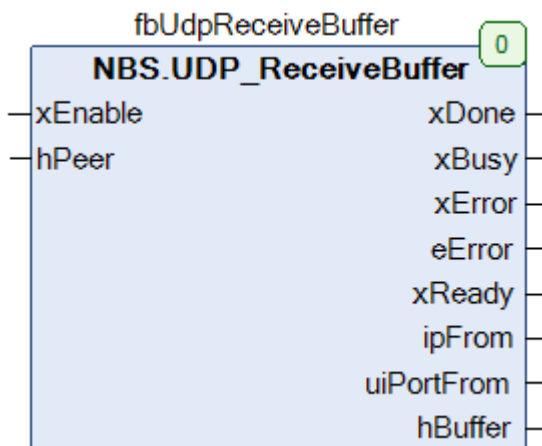 fbUdpReceiveBuffer
0
NBS.UDP_ReceiveBuffer
xEnable xDone
hPeer xBusy
xError
eError
xReady
ipFrom
uiPortFrom
hBuffer